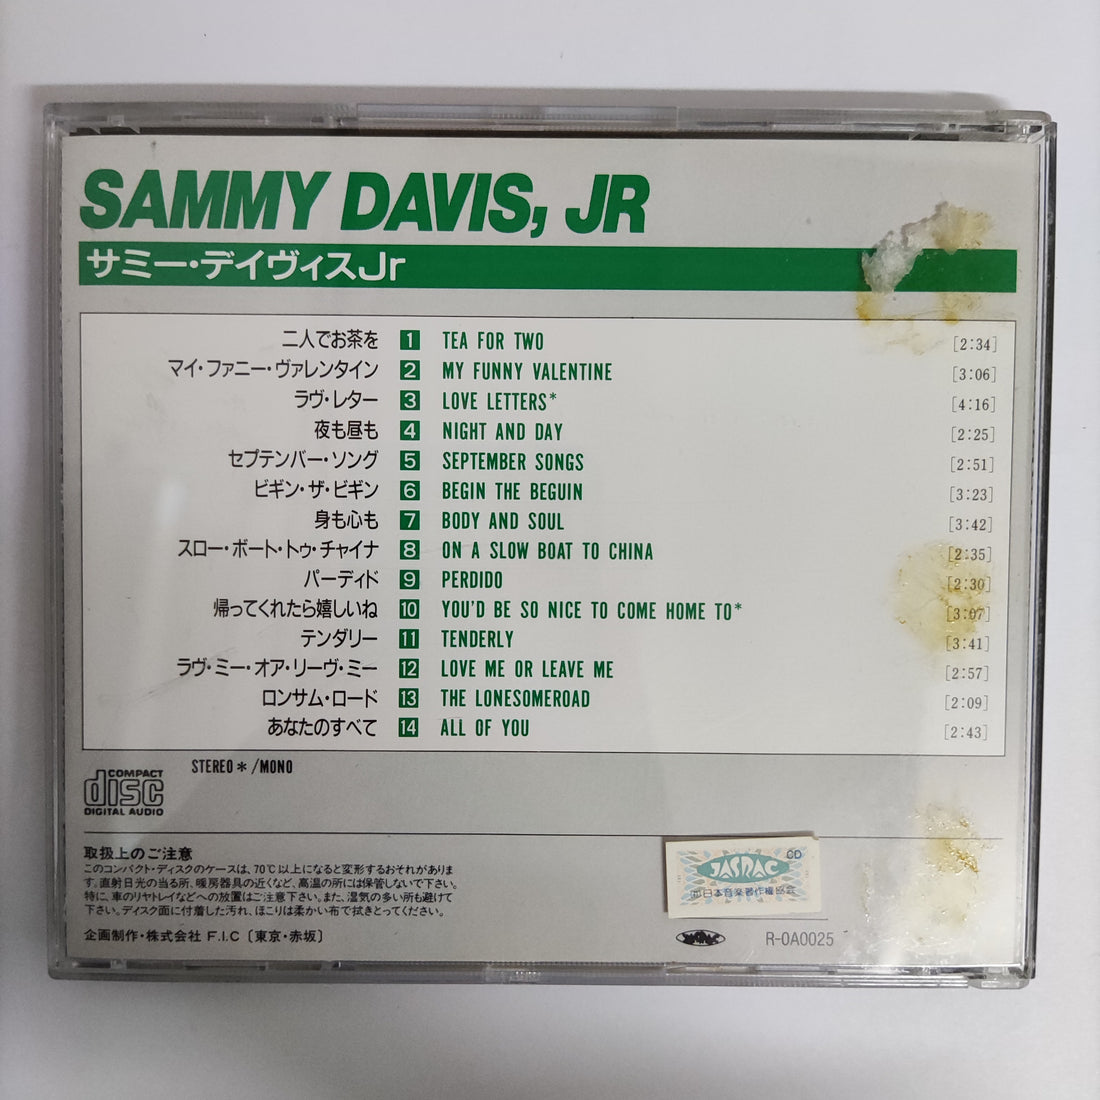 SAMMY DAVIS, JR
サミー・デイヴィスJr
二人でお茶を 1 TEA FOR TWO [2:34]
マイ・ファニー・ヴァレンタイン 2 MY FUNNY VALENTINE [3:06]
ラヴ・レター 3 LOVE LETTERS* [4:16]
夜も昼も 4 NIGHT AND DAY [2:25]
セプテンバー・ソング 5 SEPTEMBER SONGS [2:51]
ビギン・ザ・ビギン 6 BEGIN THE BEGUIN [3:23]
身も心も 7 BODY AND SOUL [3:42]
スロー・ボート・トゥ・チャイナ 8 ON A SLOW BOAT TO CHINA [2:35]
パーディド 9 PERDIDO [2:30]
帰ってくれたら嬉しいね 10 YOU'D BE SO NICE TO COME HOME TO* [3:07]
テンダリー 11 TENDERLY [3:41]
ラヴ・ミー・オア・リーヴ・ミー 12 LOVE ME OR LEAVE ME [2:57]
ロンサム・ロード 13 THE LONESOMEROAD [2:09]
あなたのすべて 14 ALL OF YOU [2:43]
STEREO * /MONO
COMPACT
disc
DIGITAL AUDIO
取扱上のご注意
このコンパクト・ディスクのケースは、70℃以上になると変形するおそれがありま
す。直射日光の当る所、暖房器具の近くなど、高温の所には保管しないで下さい。
特に、車のリヤトレイなどへの放置はご注意下さい。また、湿気の多い所も避けて
下さい。ディスク面に付着した汚れ、ほこりは柔かい布で拭きとってください。
企画制作・株式会社 F.I.C〔東京・赤坂〕
CD
JASRAC
日本音楽著作権協会
R-0A0025